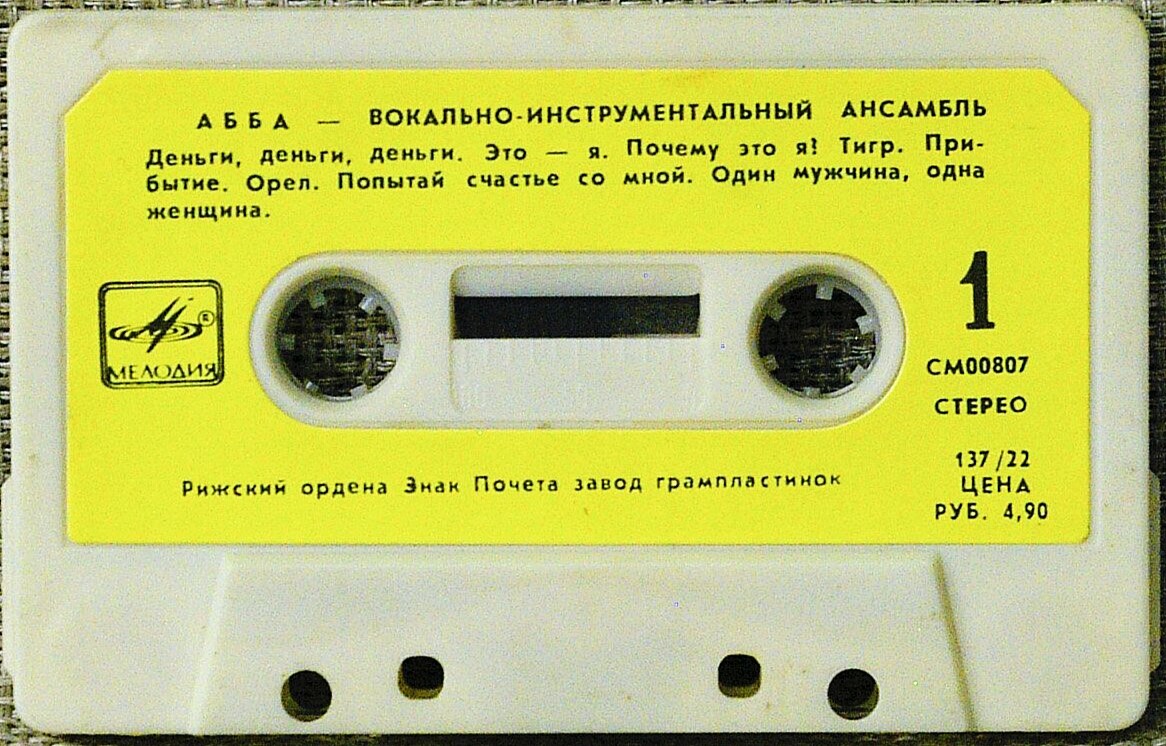 АББА — ВОКАЛЬНО-ИНСТРУМЕНТАЛЬНЫЙ АНСАМБЛЬ
Деньги, деньги, деньги. Это — я. Почему это я? Тигр. При-
бытие. Орел. Попытай счастье со мной. Один мужчина, одна
женщина.
1
МЕЛОДИЯ
®
СМ00807
СТЕРЕО
137/22
ЦЕНА
РУБ. 4,90
Рижский ордена Знак Почета завод грампластинок